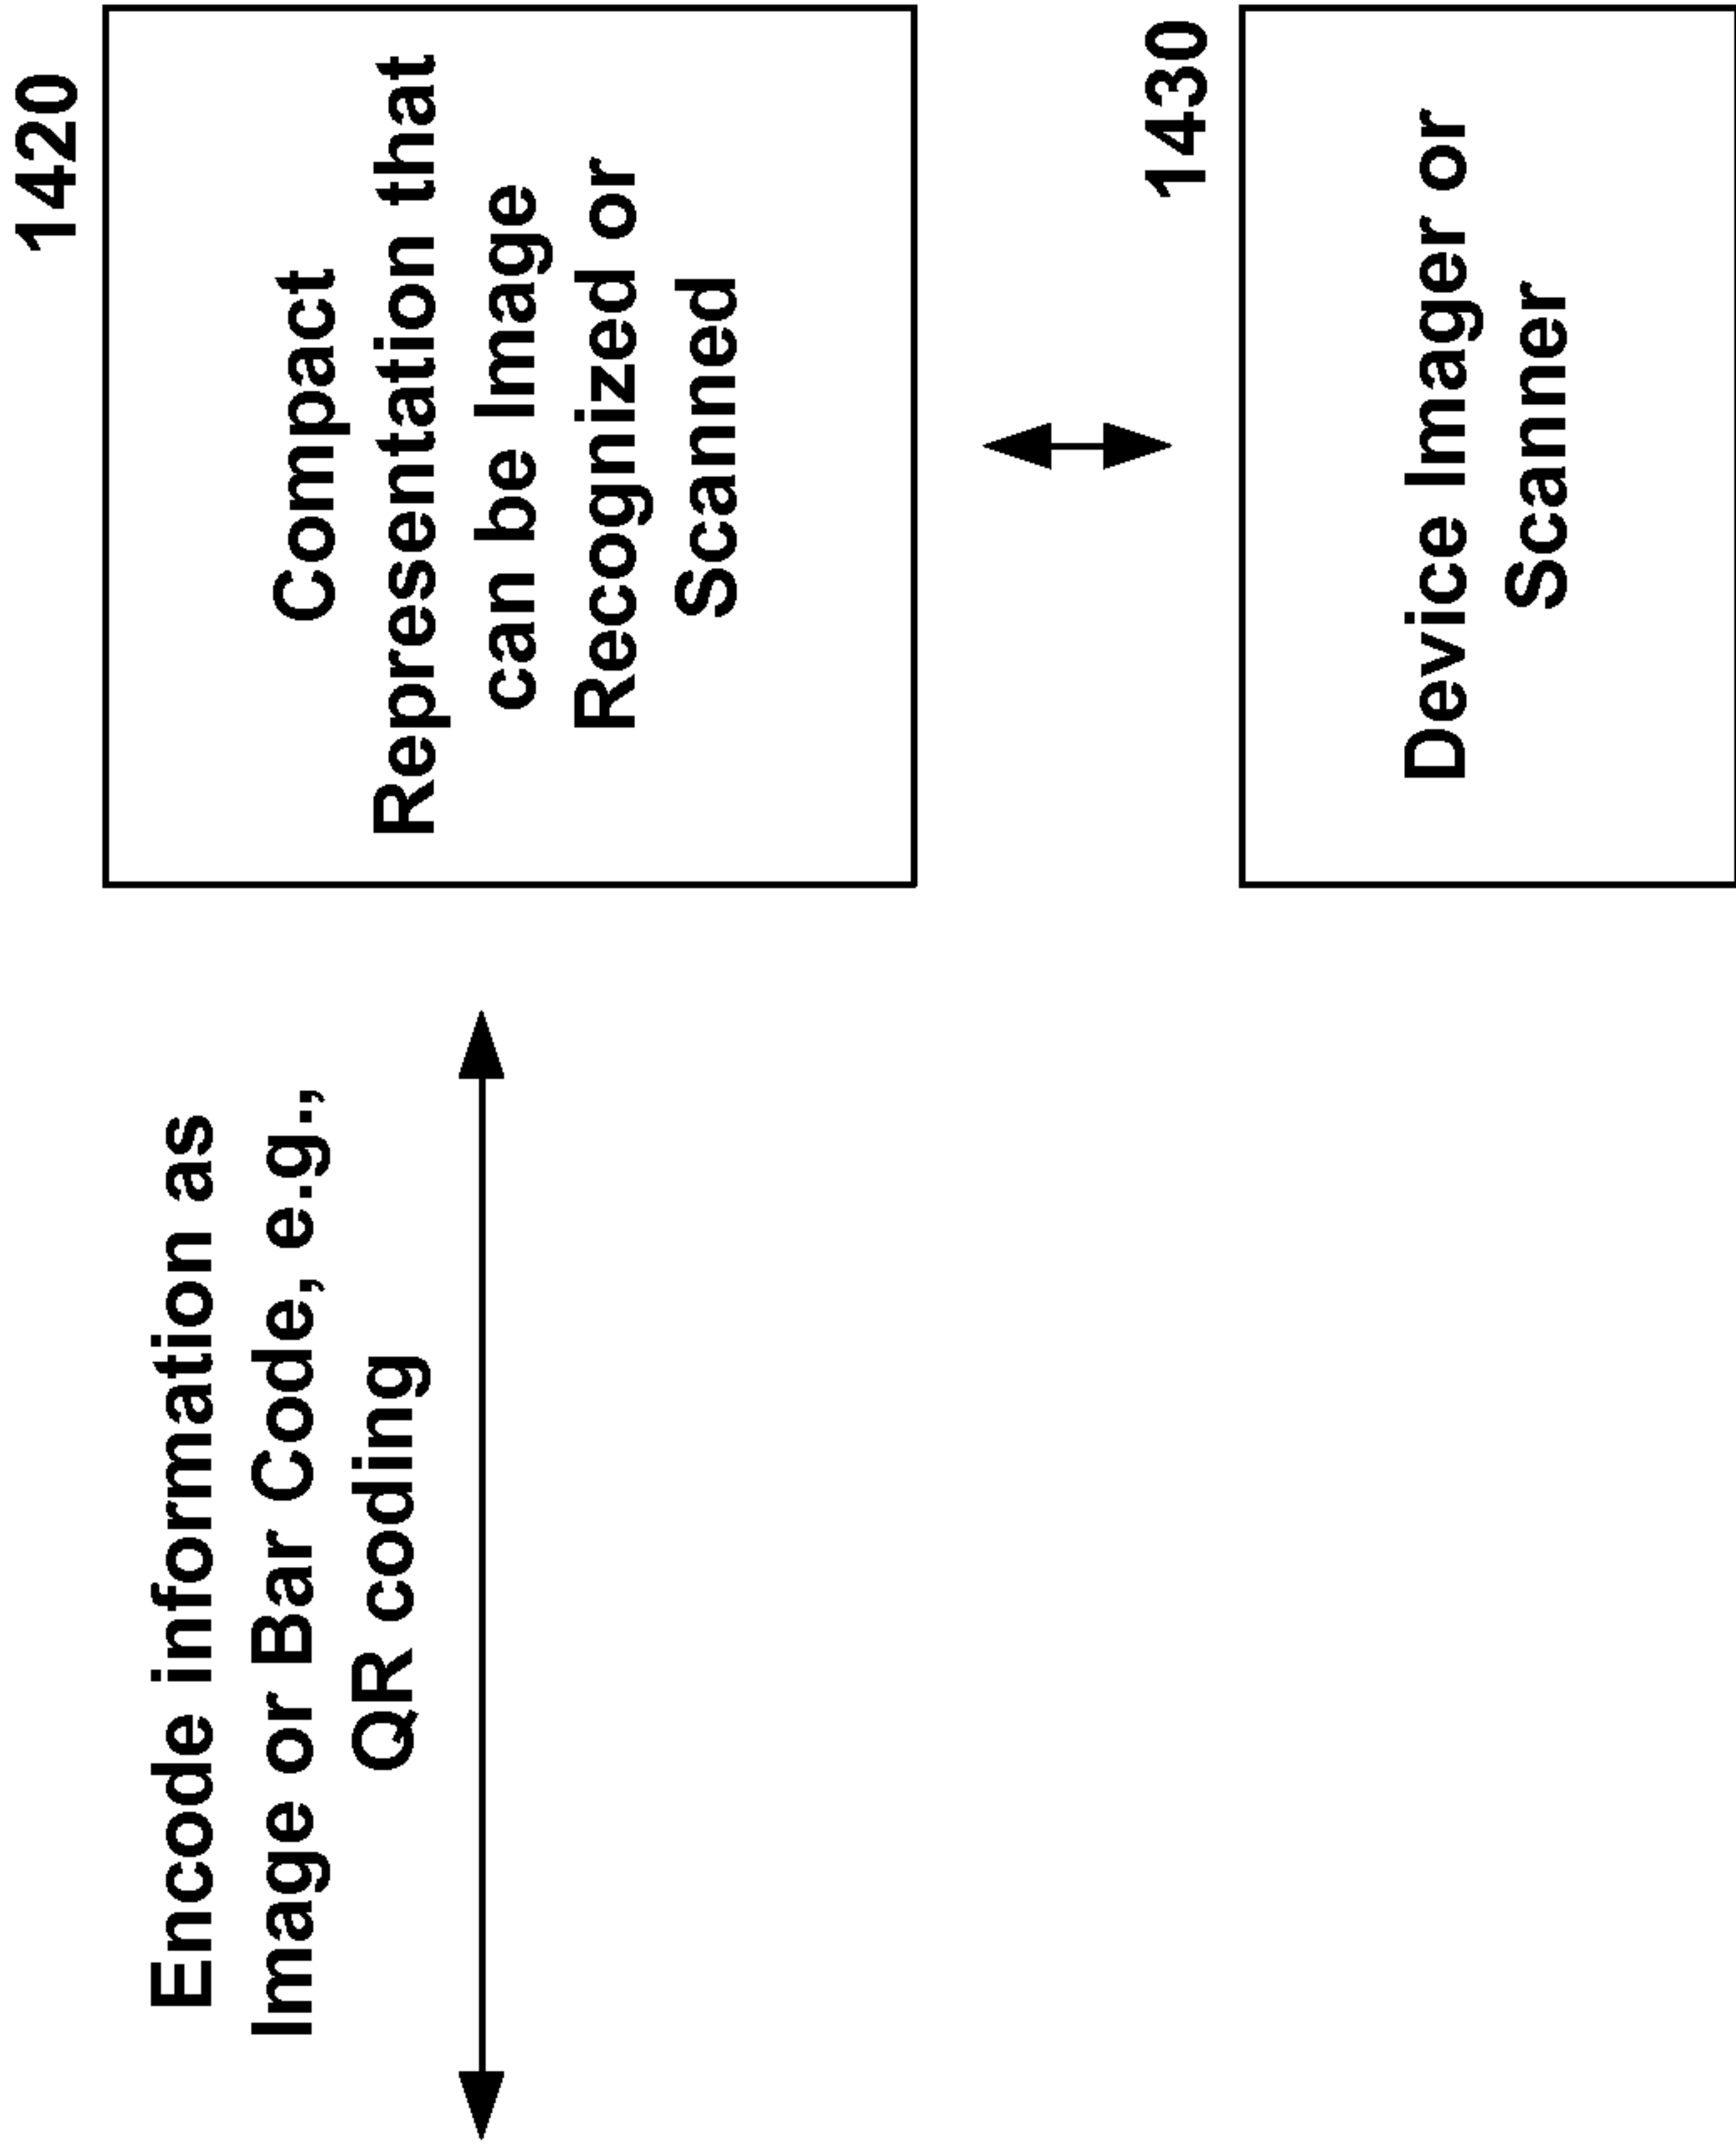 Encode information as
Image or Bar Code, e.g.,
QR coding
1420
Compact
Representation that
can be Image
Recognized or
Scanned
1430
Device Imager or
Scanner